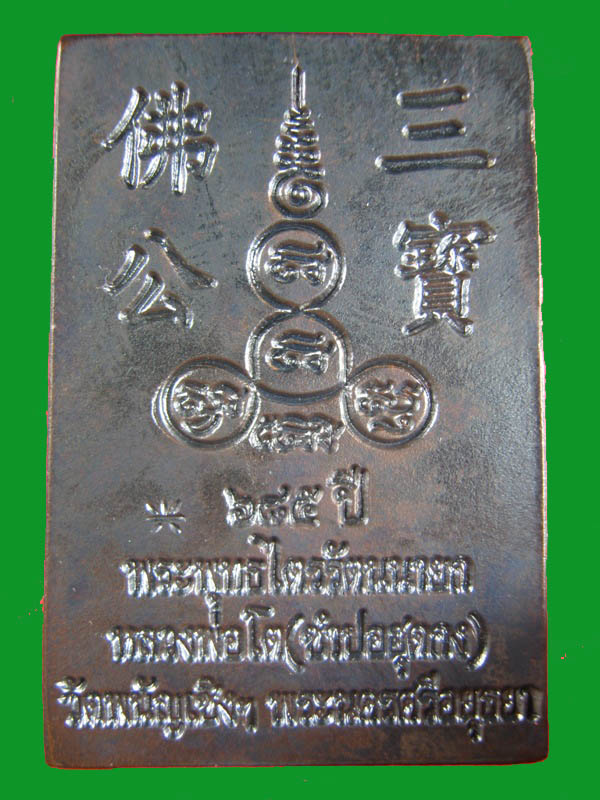 三寶
佛公
๖๘๕ ปี
พระพุทธไตรรัตนนายก
หลวงพ่อโต(ซำปอฮุดกง)
วัดพนัญเชิงฯ พระนครศรีอยุธยา